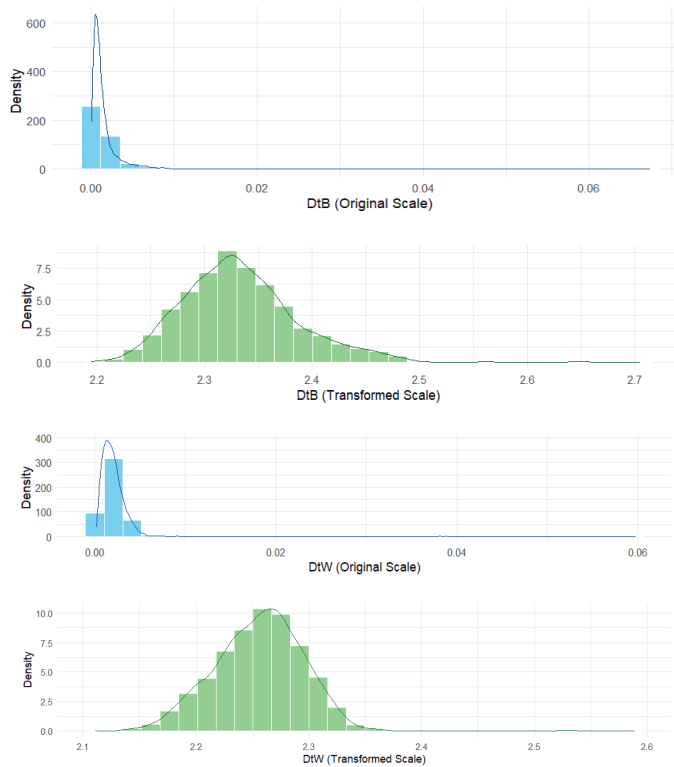 600
400
200
0
Density
0.00 0.02 0.04 0.06
DtB (Original Scale)
7.5
5.0
2.5
0.0
Density
2.2 2.3 2.4 2.5 2.6 2.7
DtB (Transformed Scale)
400
300
200
100
0
Density
0.00 0.02 0.04 0.06
DtW (Original Scale)
10.0
7.5
5.0
2.5
0.0
Density
2.1 2.2 2.3 2.4 2.5 2.6
DtW (Transformed Scale)